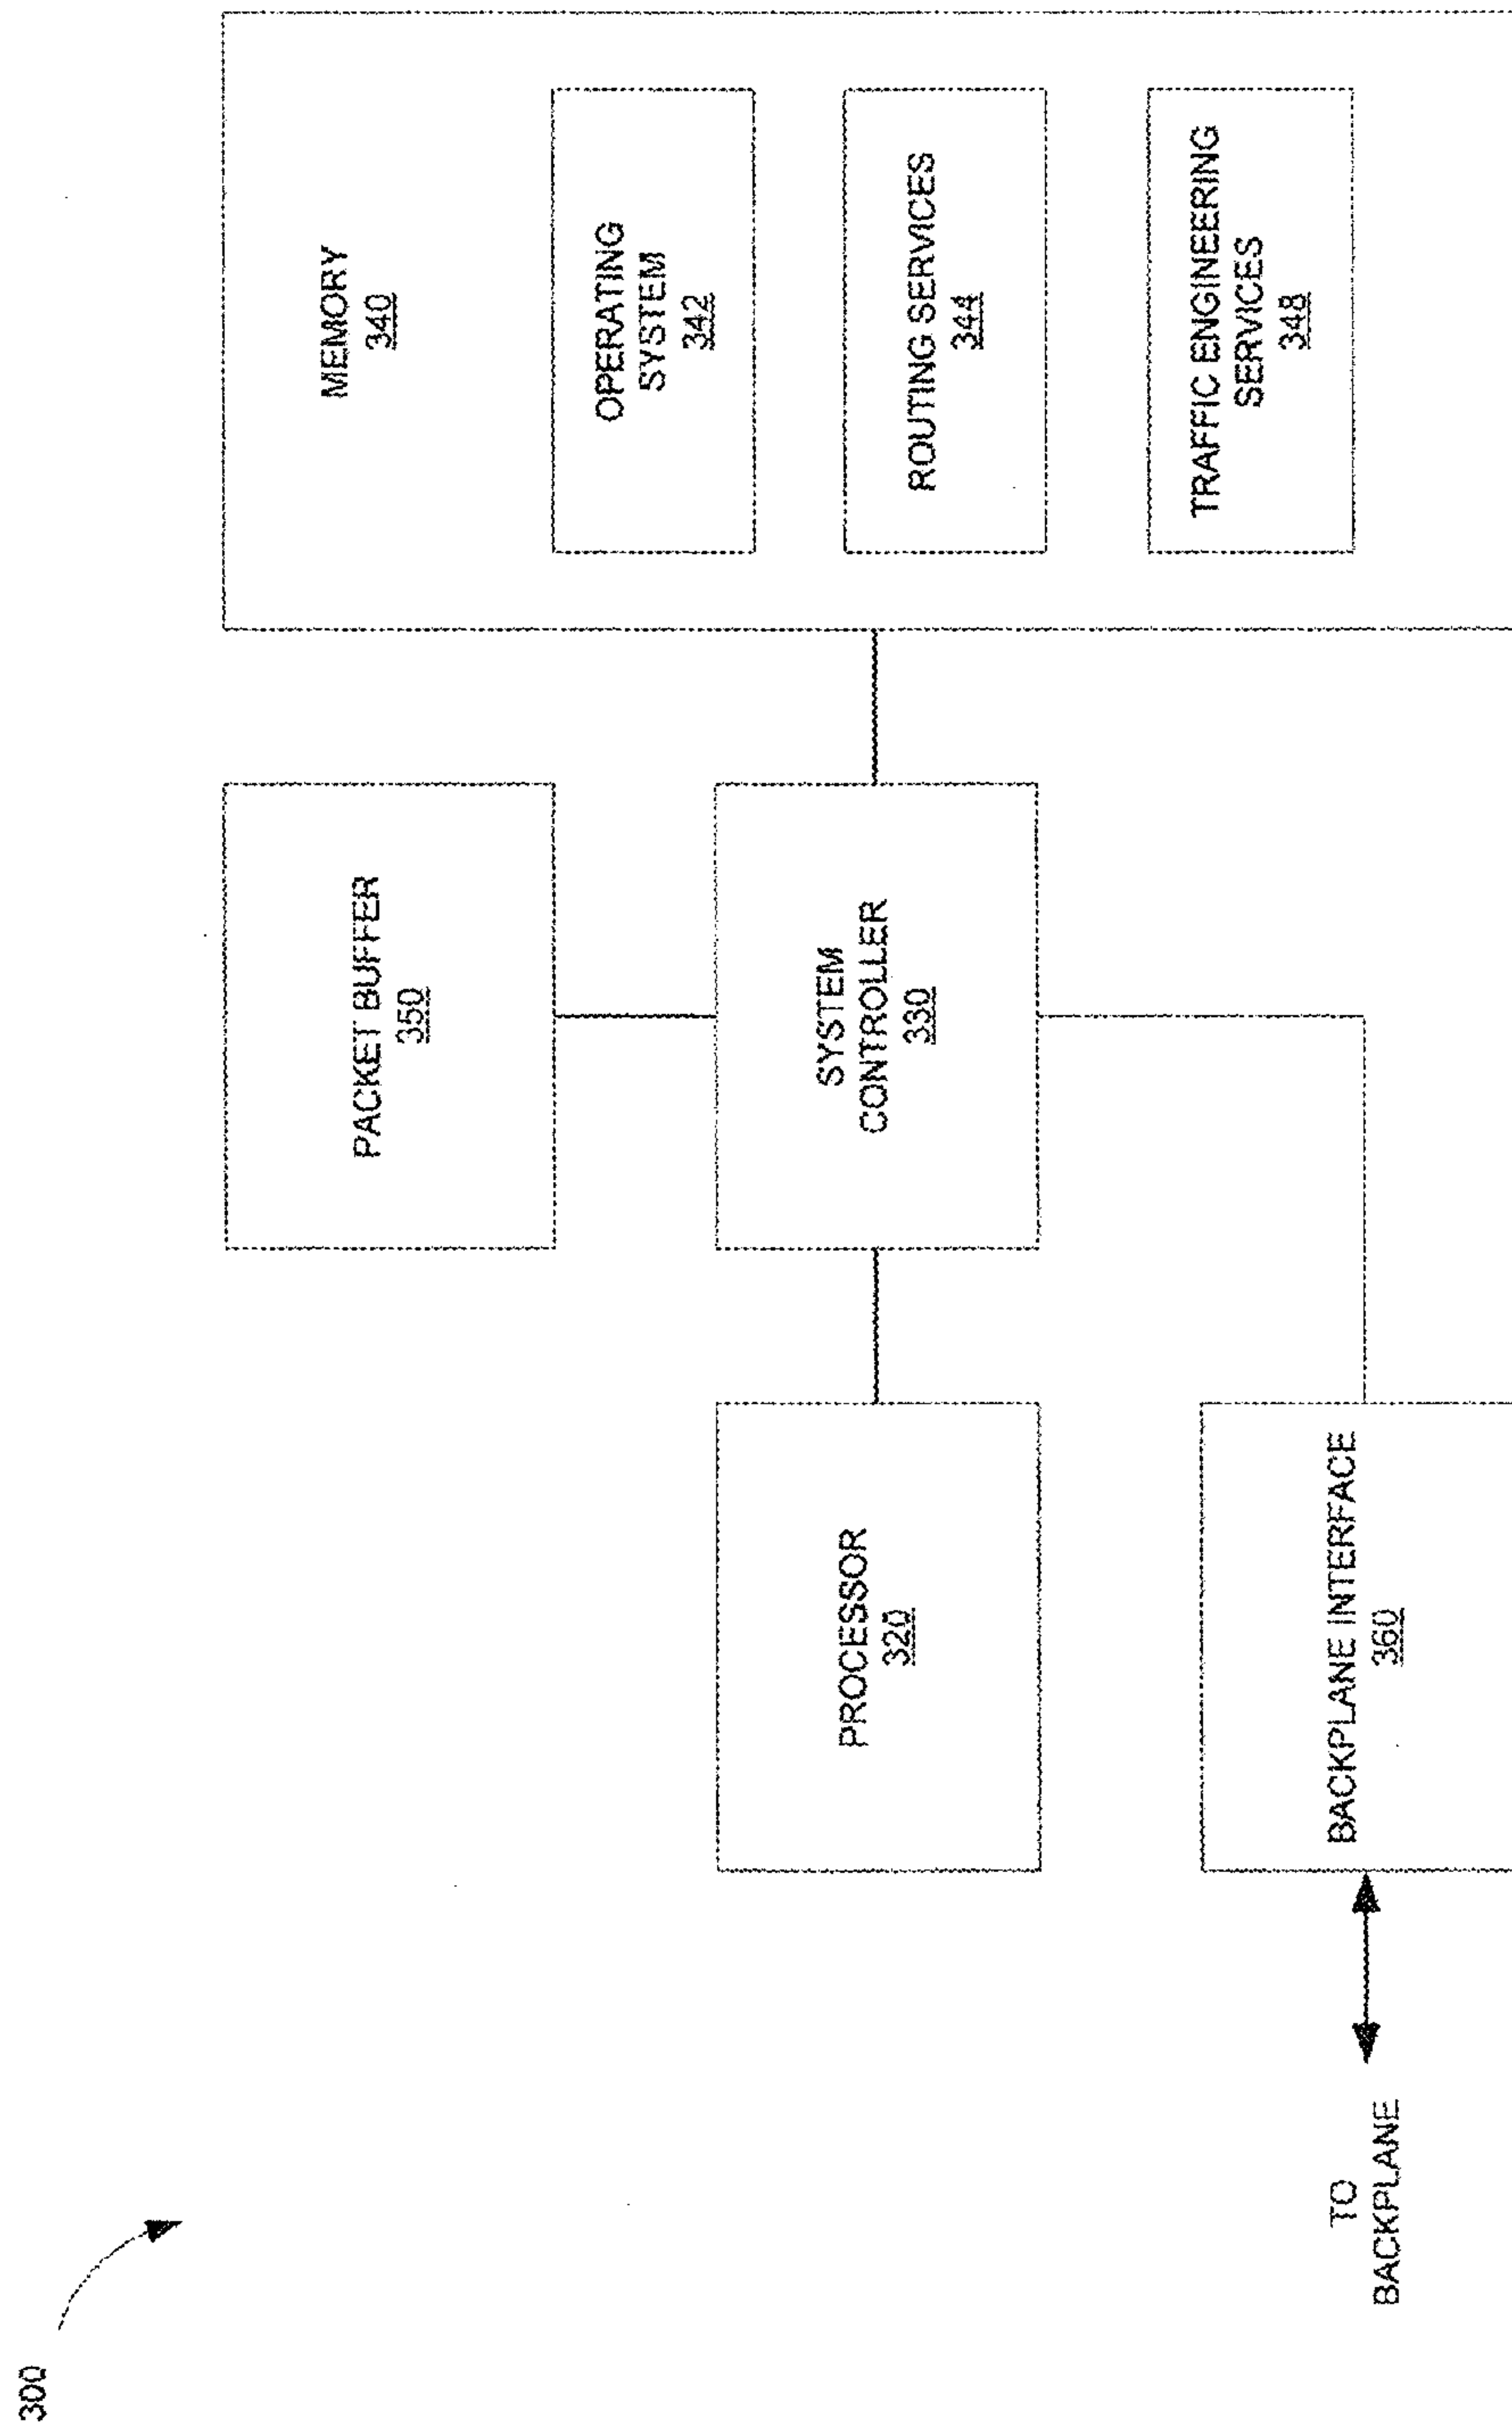 300
PACKET BUFFER
350
MEMORY
340
OPERATING
SYSTEM
342
ROUTING SERVICES
344
TRAFFIC ENGINEERING
SERVICES
348
PROCESSOR
320
SYSTEM
CONTROLLER
330
TO
BACKPLANE
BACKPLANE INTERFACE
360